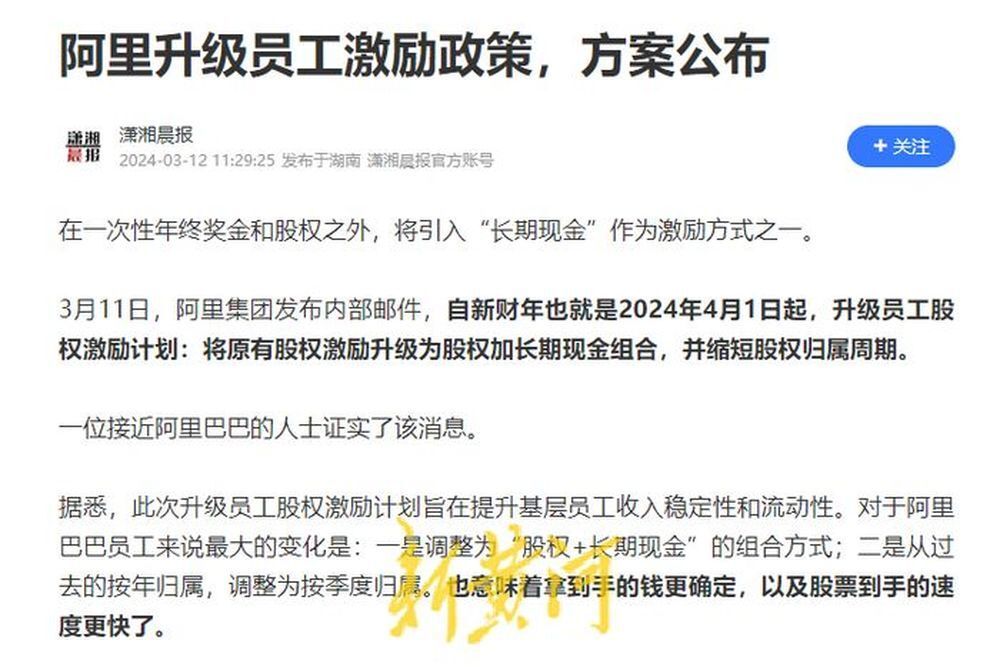 阿里升级员工激励政策，方案公布
潇湘晨报
潇湘晨报
2024-03-12 11:29:25 发布于湖南 潇湘晨报官方账号
+ 关注
在一次性年终奖金和股权之外，将引入“长期现金”作为激励方式之一。
3月11日，阿里集团发布内部邮件，自新财年也就是2024年4月1日起，升级员工股
权激励计划：将原有股权激励升级为股权加长期现金组合，并缩短股权归属周期。
一位接近阿里巴巴的人士证实了该消息。
据悉，此次升级员工股权激励计划旨在提升基层员工收入稳定性和流动性。对于阿里
巴巴员工来说最大的变化是：一是调整为“股权+长期现金”的组合方式；二是从过
去的按年归属，调整为按季度归属。也意味着拿到手的钱更确定，以及股票到手的速
度更快了。
新黄河